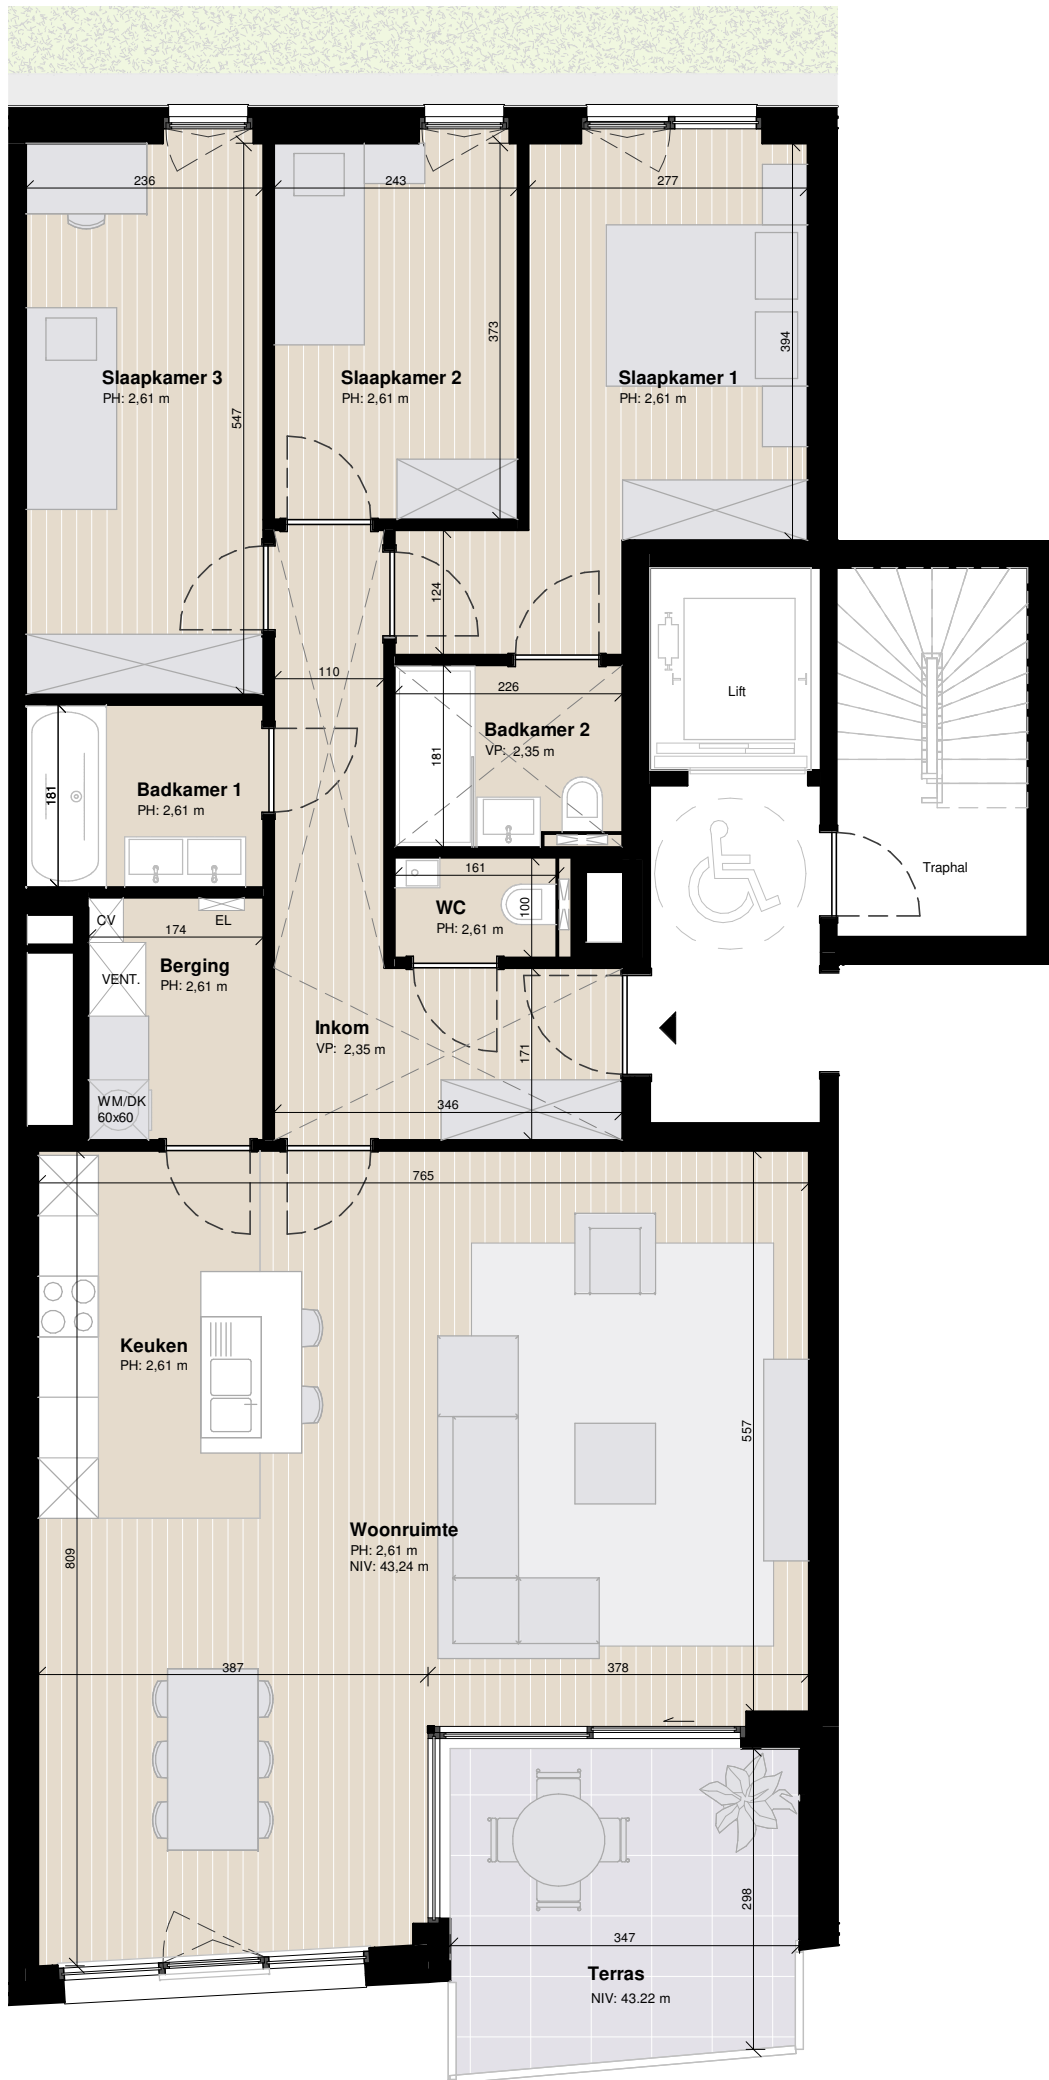 236
243
277
373
394
547
Slaapkamer 3
PH: 2,61 m
Slaapkamer 2
PH: 2,61 m
Slaapkamer 1
PH: 2,61 m
124
110
226
Lift
Badkamer 2
VP: 2,35 m
181
181
Badkamer 1
PH: 2,61 m
161
100
WC
PH: 2,61 m
Traphal
CV
EL
174
Berging
PH: 2,61 m
VENT.
Inkom
VP: 2,35 m
171
WM/DK
60x60
346
765
Keuken
PH: 2,61 m
557
Woonruimte
PH: 2,61 m
NIV: 43,24 m
809
387
378
298
347
Terras
NIV: 43.22 m